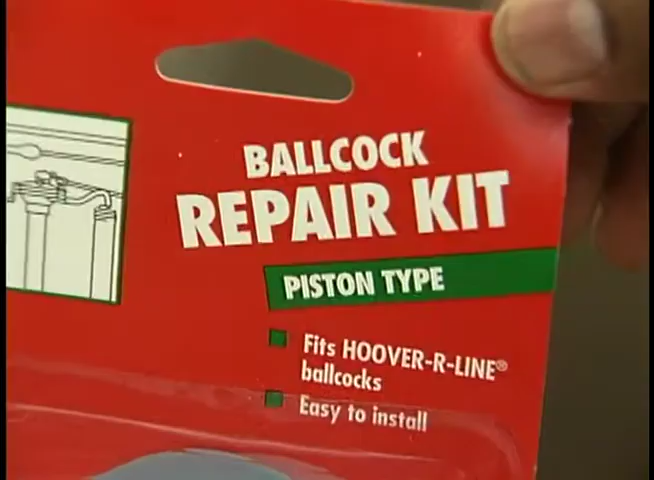 BALLCOCK
REPAIR KIT
PISTON TYPE
Fits HOOVER-R-LINE®
ballcocks
Easy to install